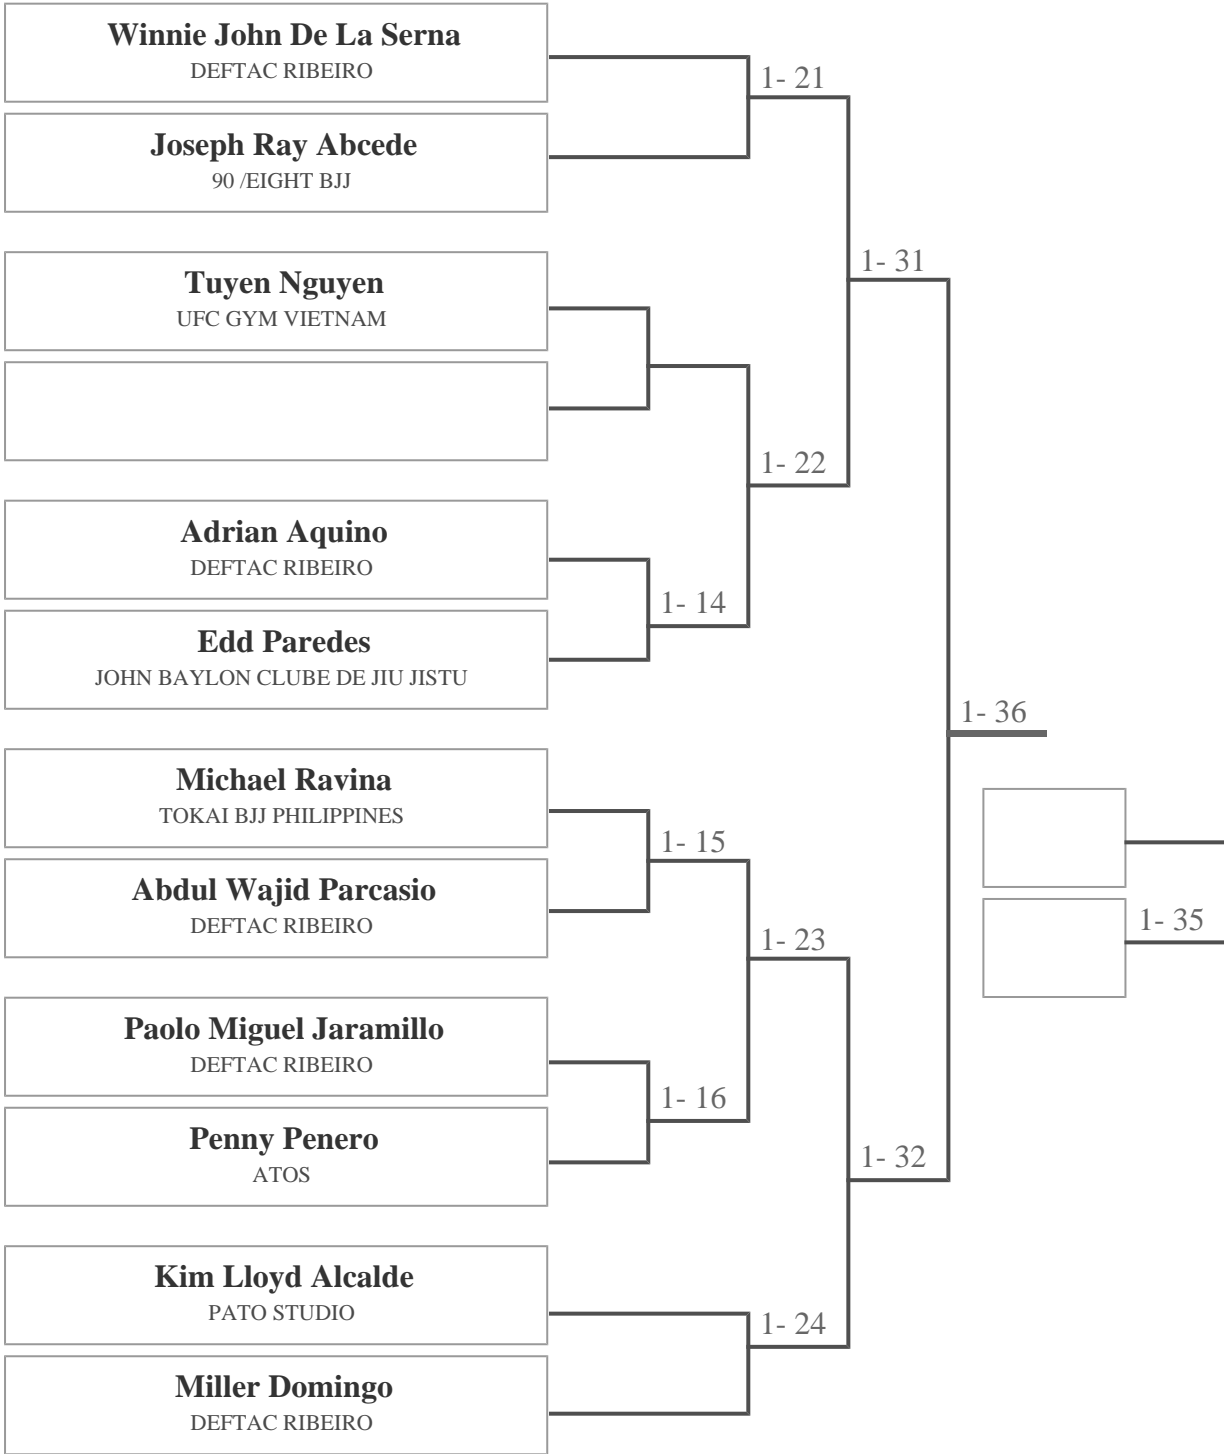 Winnie John De La Serna
DEFTAC RIBEIRO
1- 21
Joseph Ray Abcede
90 /EIGHT BJJ
1- 31
Tuyen Nguyen
UFC GYM VIETNAM
1- 22
Adrian Aquino
DEFTAC RIBEIRO
1- 14
Edd Paredes
JOHN BAYLON CLUBE DE JIU JISTU
1- 36
Michael Ravina
TOKAI BJJ PHILIPPINES
1- 15
Abdul Wajid Parcasio
DEFTAC RIBEIRO
1- 35
1- 23
Paolo Miguel Jaramillo
DEFTAC RIBEIRO
1- 16
Penny Penero
ATOS
1- 32
Kim Lloyd Alcalde
PATO STUDIO
1- 24
Miller Domingo
DEFTAC RIBEIRO